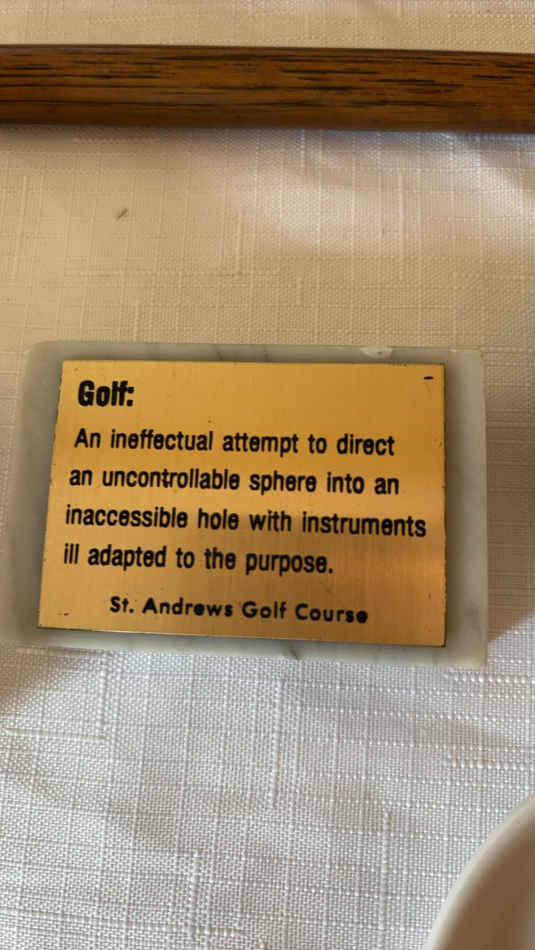 Golf:
An ineffectual attempt to direct
an uncontrollable sphere into an
inaccessible hole with instruments
ill adapted to the purpose.
St. Andrews Golf Course